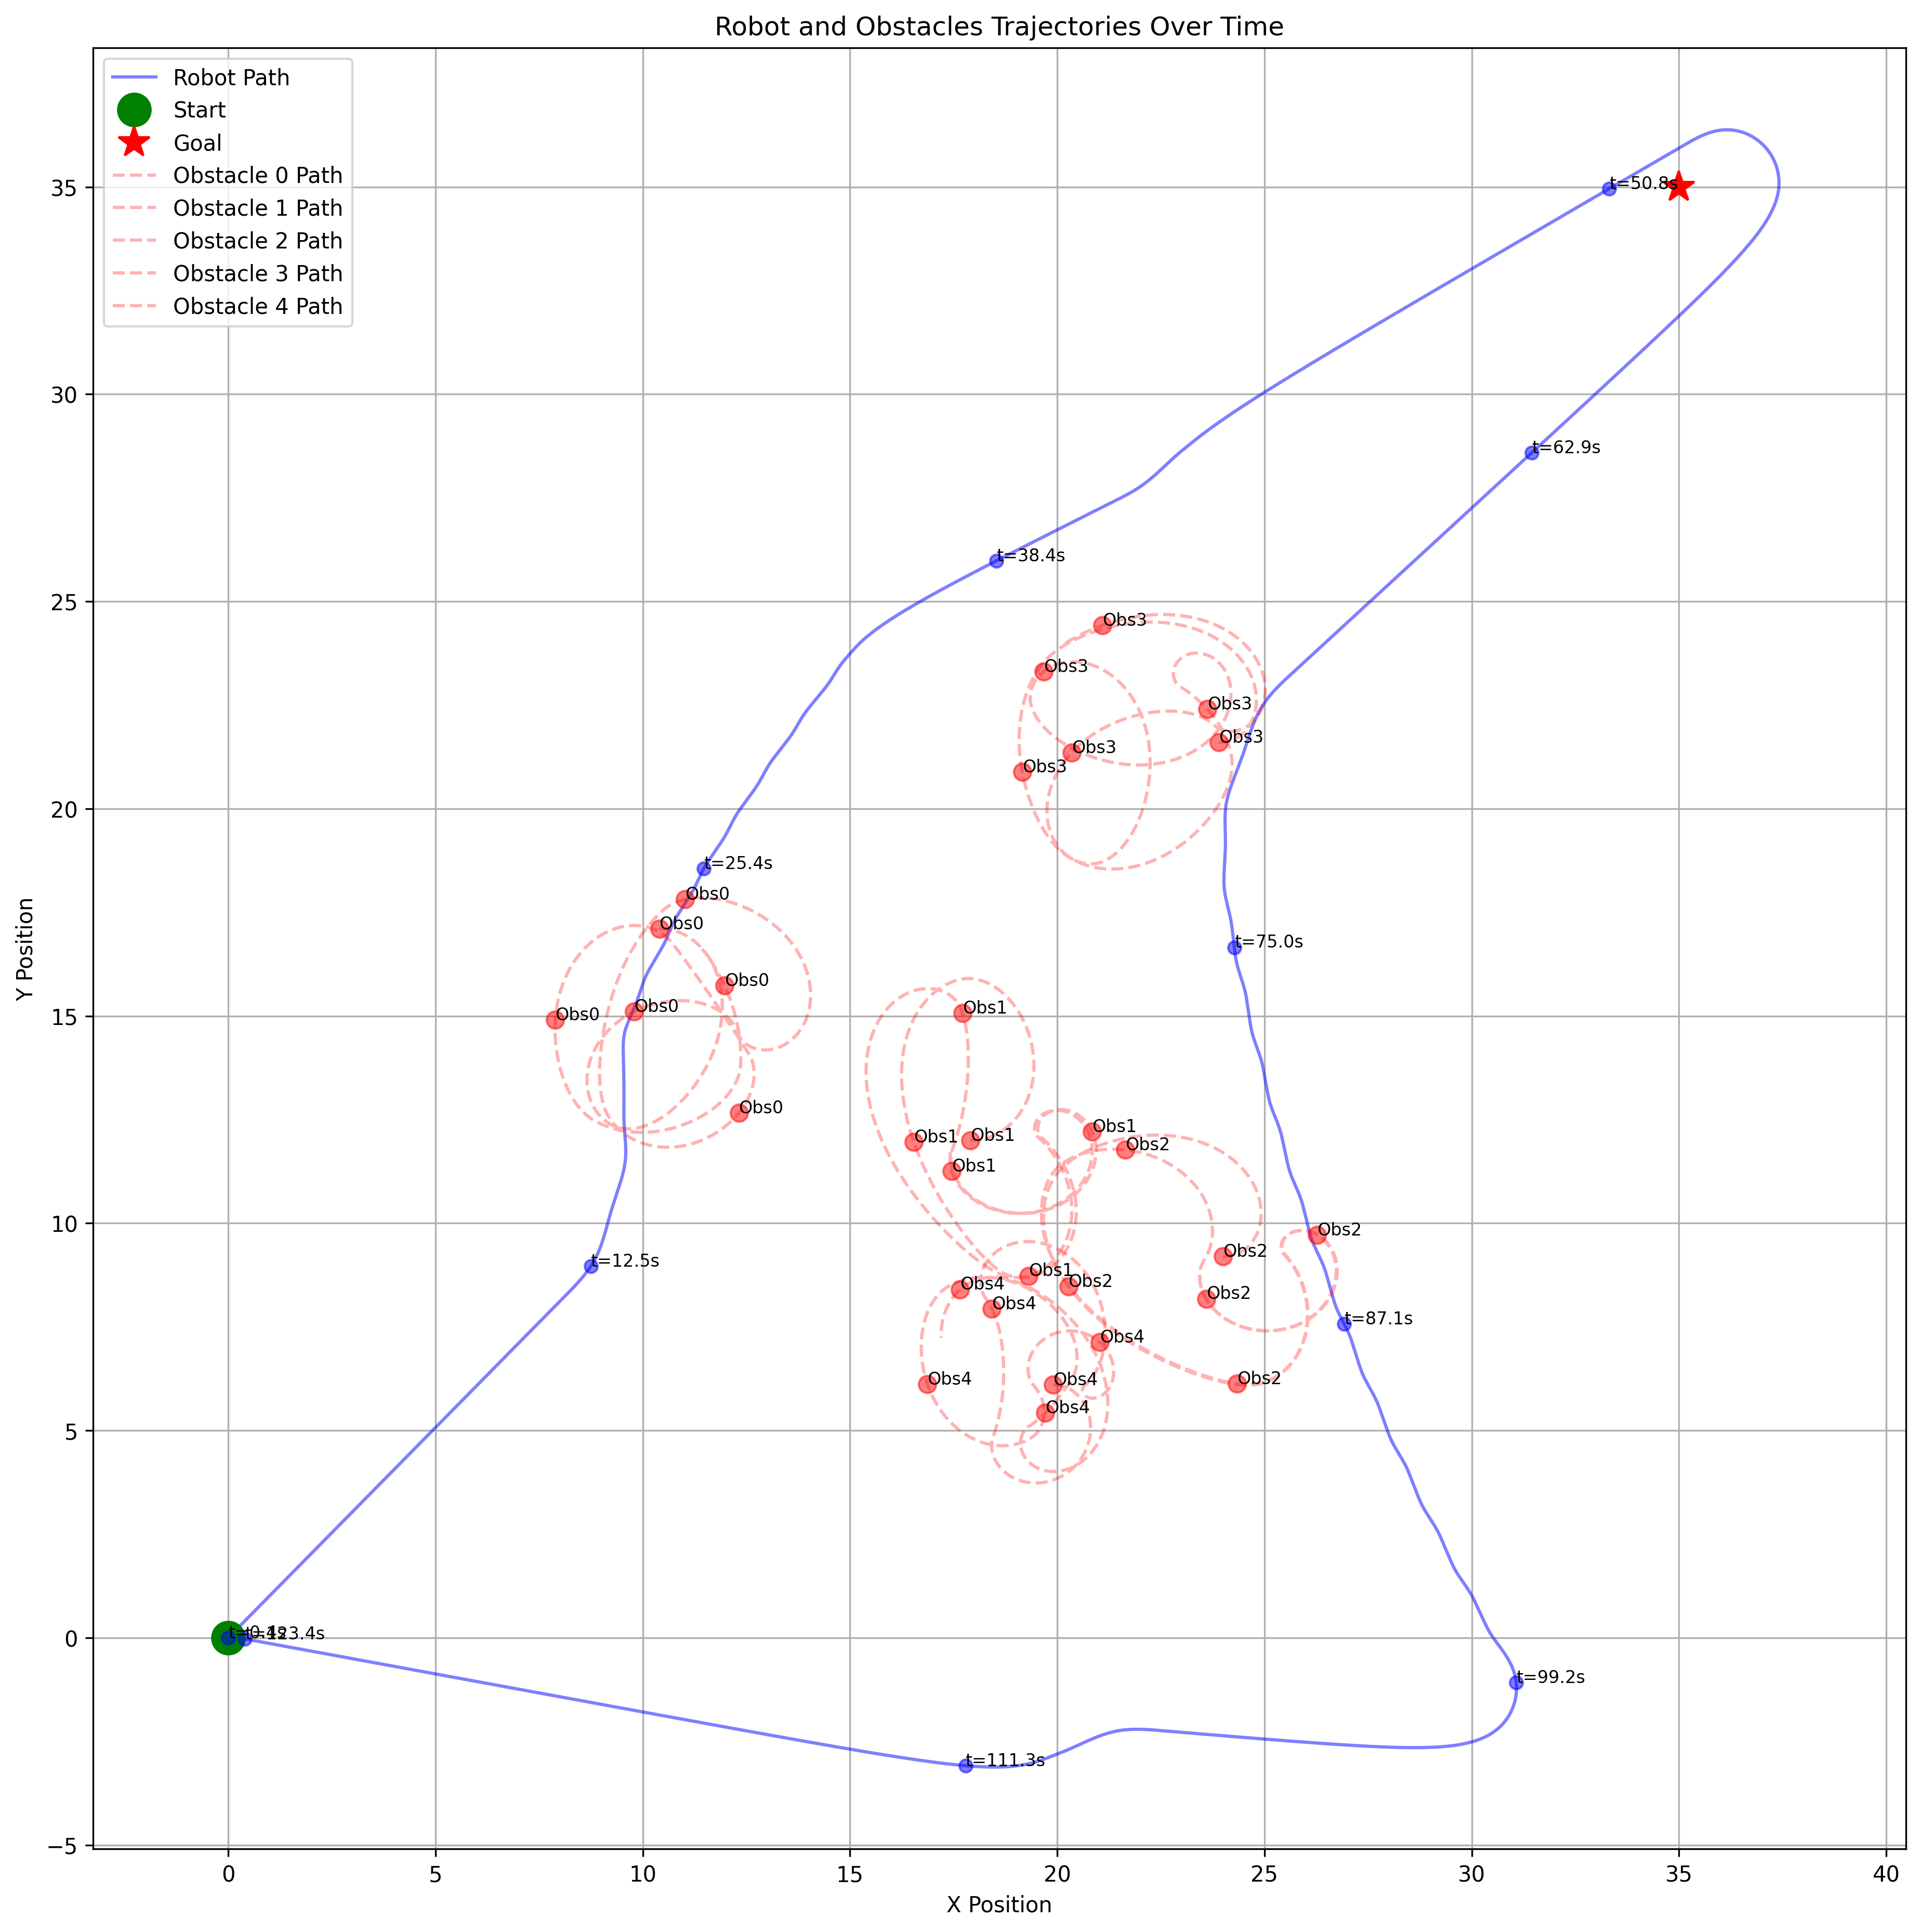 Robot and Obstacles Trajectories Over Time
Robot Path
Start
Goal
Obstacle 0 Path
Obstacle 1 Path
Obstacle 2 Path
Obstacle 3 Path
Obstacle 4 Path
Y Position
35
30
25
20
15
10
5
0
−5
t=50.8s
t=62.9s
t=38.4s
Obs3
Obs3
Obs3
Obs3
Obs3
Obs3
t=25.4s
Obs0
Obs0
t=75.0s
Obs0
Obs0
Obs0
Obs1
Obs0
Obs1
Obs1
Obs1
Obs2
Obs1
t=12.5s
Obs2
Obs2
Obs1
Obs2
Obs4
Obs2
Obs4
t=87.1s
Obs4
Obs4
Obs4
Obs2
Obs4
t=0.4s
t=123.4s
t=99.2s
t=111.3s
0
5
10
15
20
25
30
35
40
X Position